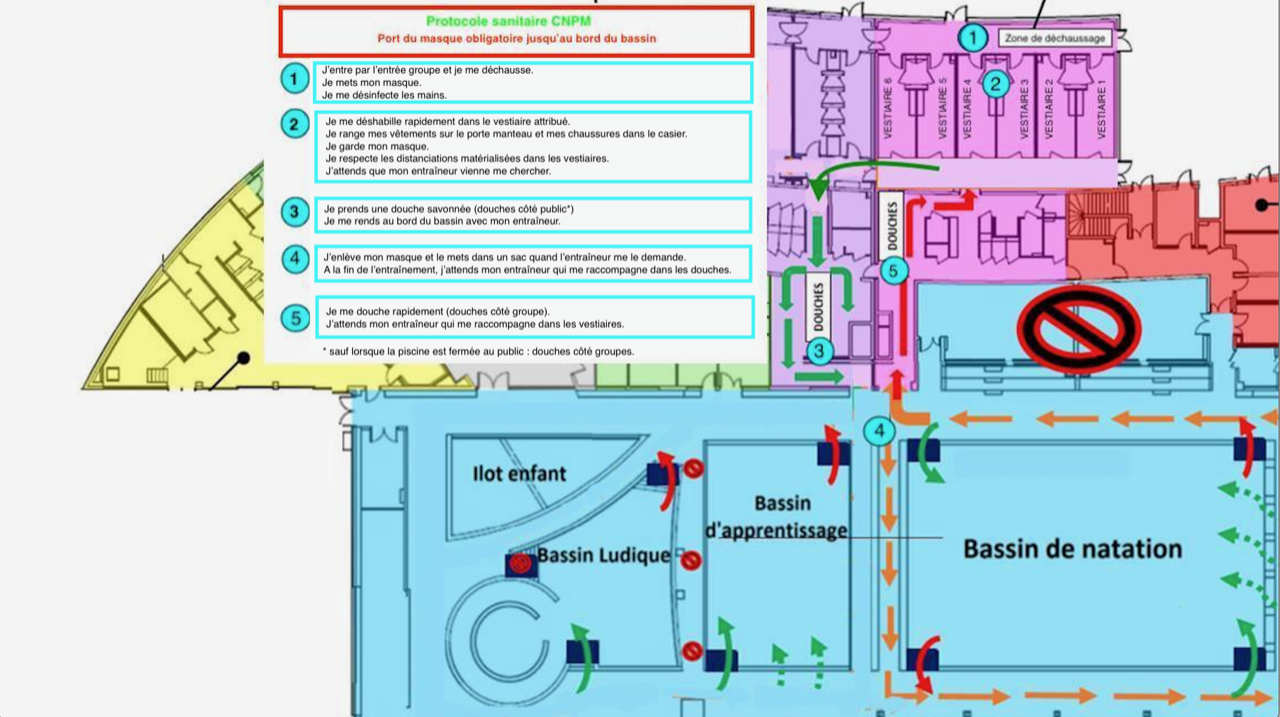 Protocole sanitaire CNPM
Port du masque obligatoire jusqu'au bord du bassin
1
J'entre par l'entrée groupe et je me déchausse.
Je mets mon masque.
Je me désinfecte les mains.
2
Je me déshabille rapidement dans le vestiaire attribué.
Je range mes vêtements sur le porte manteau et mes chaussures dans le casier.
Je garde mon masque.
Je respecte les distanciations matérialisées dans les vestiaires.
J'attends que mon entraîneur vienne me chercher.
3
Je prends une douche savonnée (douches côté public*)
Je me rends au bord du bassin avec mon entraîneur.
4
J'enlève mon masque et le mets dans un sac quand l'entraîneur me le demande.
A la fin de l'entraînement, j'attends mon entraîneur qui me raccompagne dans les douches.
5
Je me douche rapidement (douches côté groupe).
J'attends mon entraîneur qui me raccompagne dans les vestiaires.
* sauf lorsque la piscine est fermée au public : douches côté groupes.
1
Zone de déchaussage
2
VESTIAIRE 6
VESTIAIRE 5
VESTIAIRE 4
VESTIAIRE 3
VESTIAIRE 2
VESTIAIRE 1
DOUCHES
5
DOUCHES
3
4
Ilot enfant
Bassin Ludique
Bassin
d'apprentissage
Bassin de natation